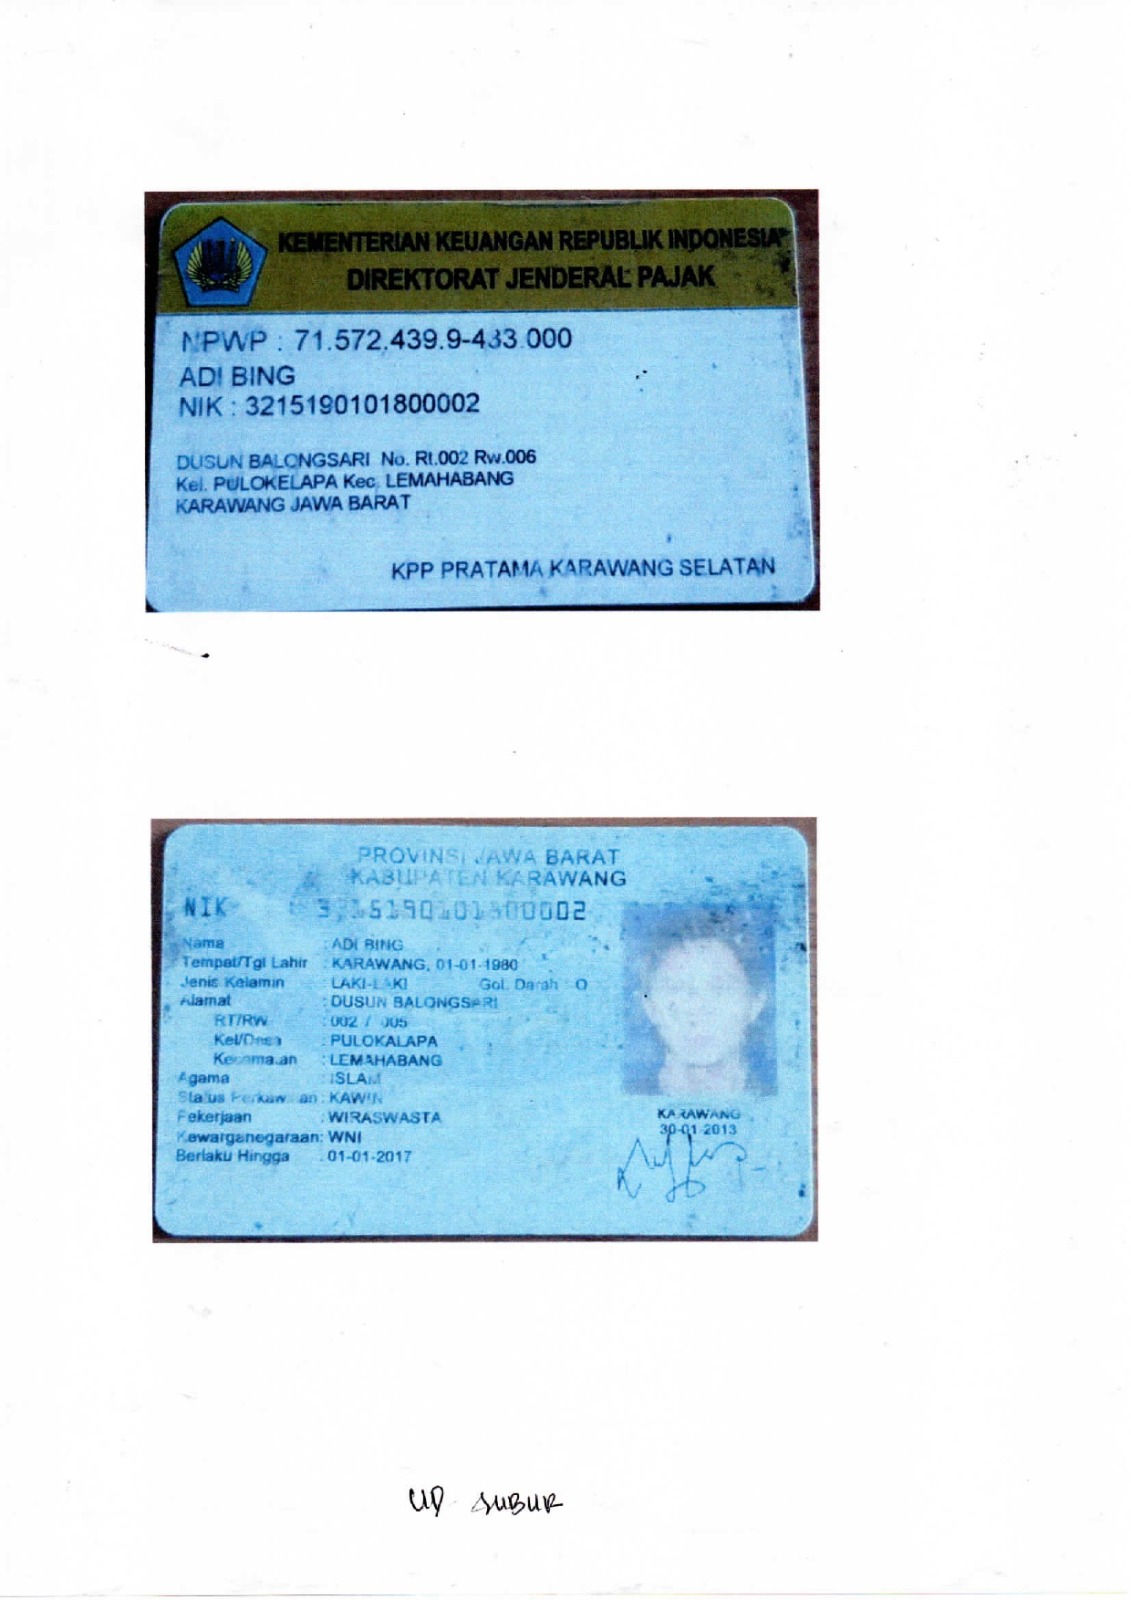 KEMENTERIAN KEUANGAN REPUBLIK INDONESIA
DIREKTORAT JENDERAL PAJAK
NPWP : 71.572.439.9-433.000
ADI BING
NIK : 3215190101800002
DUSUN BALONGSARI No. Rt.002 Rw.006
Kel. PULOKELAPA Kec. LEMAHABANG
KARAWANG JAWA BARAT
KPP PRATAMA KARAWANG SELATAN
PROVINSI JAWA BARAT
KABUPATEN KARAWANG
NIK : 3215190101800002
Nama : ADI BING
Tempat/Tgl Lahir : KARAWANG, 01-01-1980
Jenis Kelamin : LAKI-LAKI Gol. Darah : O
Alamat : DUSUN BALONGSARI
RT/RW : 002 / 005
Kel/Desa : PULOKALAPA
Kecamatan : LEMAHABANG
Agama : ISLAM
Status Perkawinan : KAWIN
Pekerjaan : WIRASWASTA
Kewarganegaraan: WNI
Berlaku Hingga : 01-01-2017
KARAWANG
30-01-2013
UD SUBUR